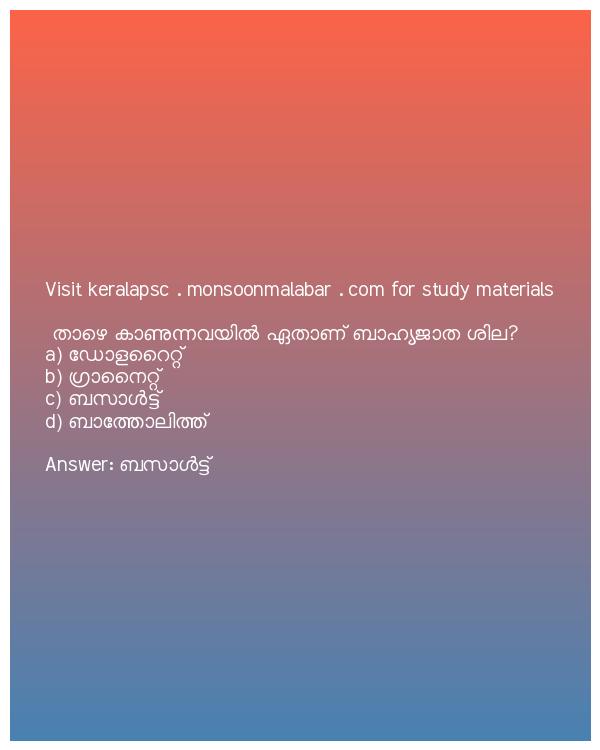 Visit keralapsc . monsoonmalabar . com for study materials
താഴെ കാണുന്നവയിൽ ഏതാണ് ബാഹ്യജാത ശില?
a) ഡോളറൈറ്റ്
b) ഗ്രാനൈറ്റ്
c) ബസാൾട്ട്
d) ബാത്തോലിത്ത്
Answer: ബസാൾട്ട്